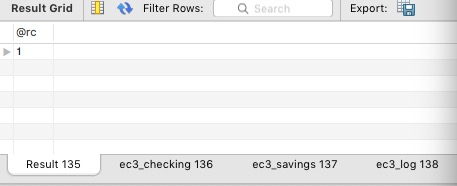 Result Grid Filter Rows: Search Export:
@rc
1
Result 135 ec3_checking 136 ec3_savings 137 ec3_log 138